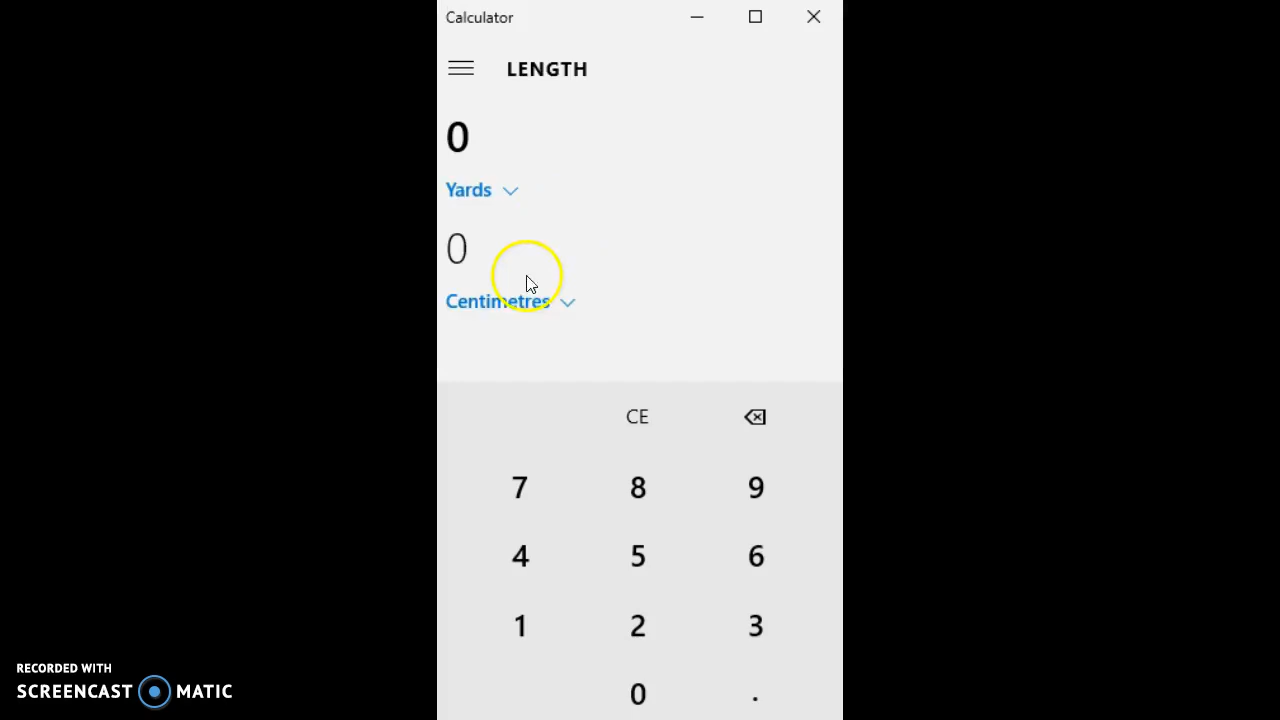 Calculator
LENGTH
0
Yards
0
Centimetres
CE
7 8 9
4 5 6
1 2 3
0 .
RECORDED WITH
SCREENCAST MATIC